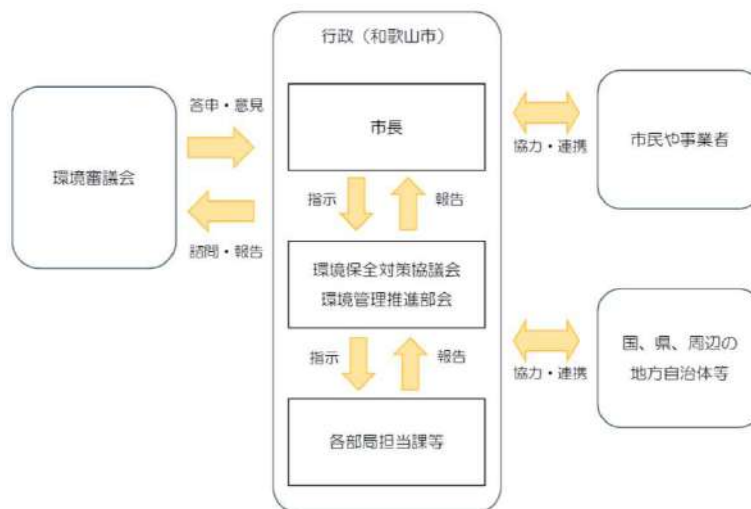 行政（和歌山市）
答申・意見
市長
協力・連携
市民や事業者
環境審議会
指示
報告
諮問・報告
環境保全対策協議会
環境管理推進部会
指示
報告
協力・連携
国、県、周辺の
地方自治体等
各部局担当課等